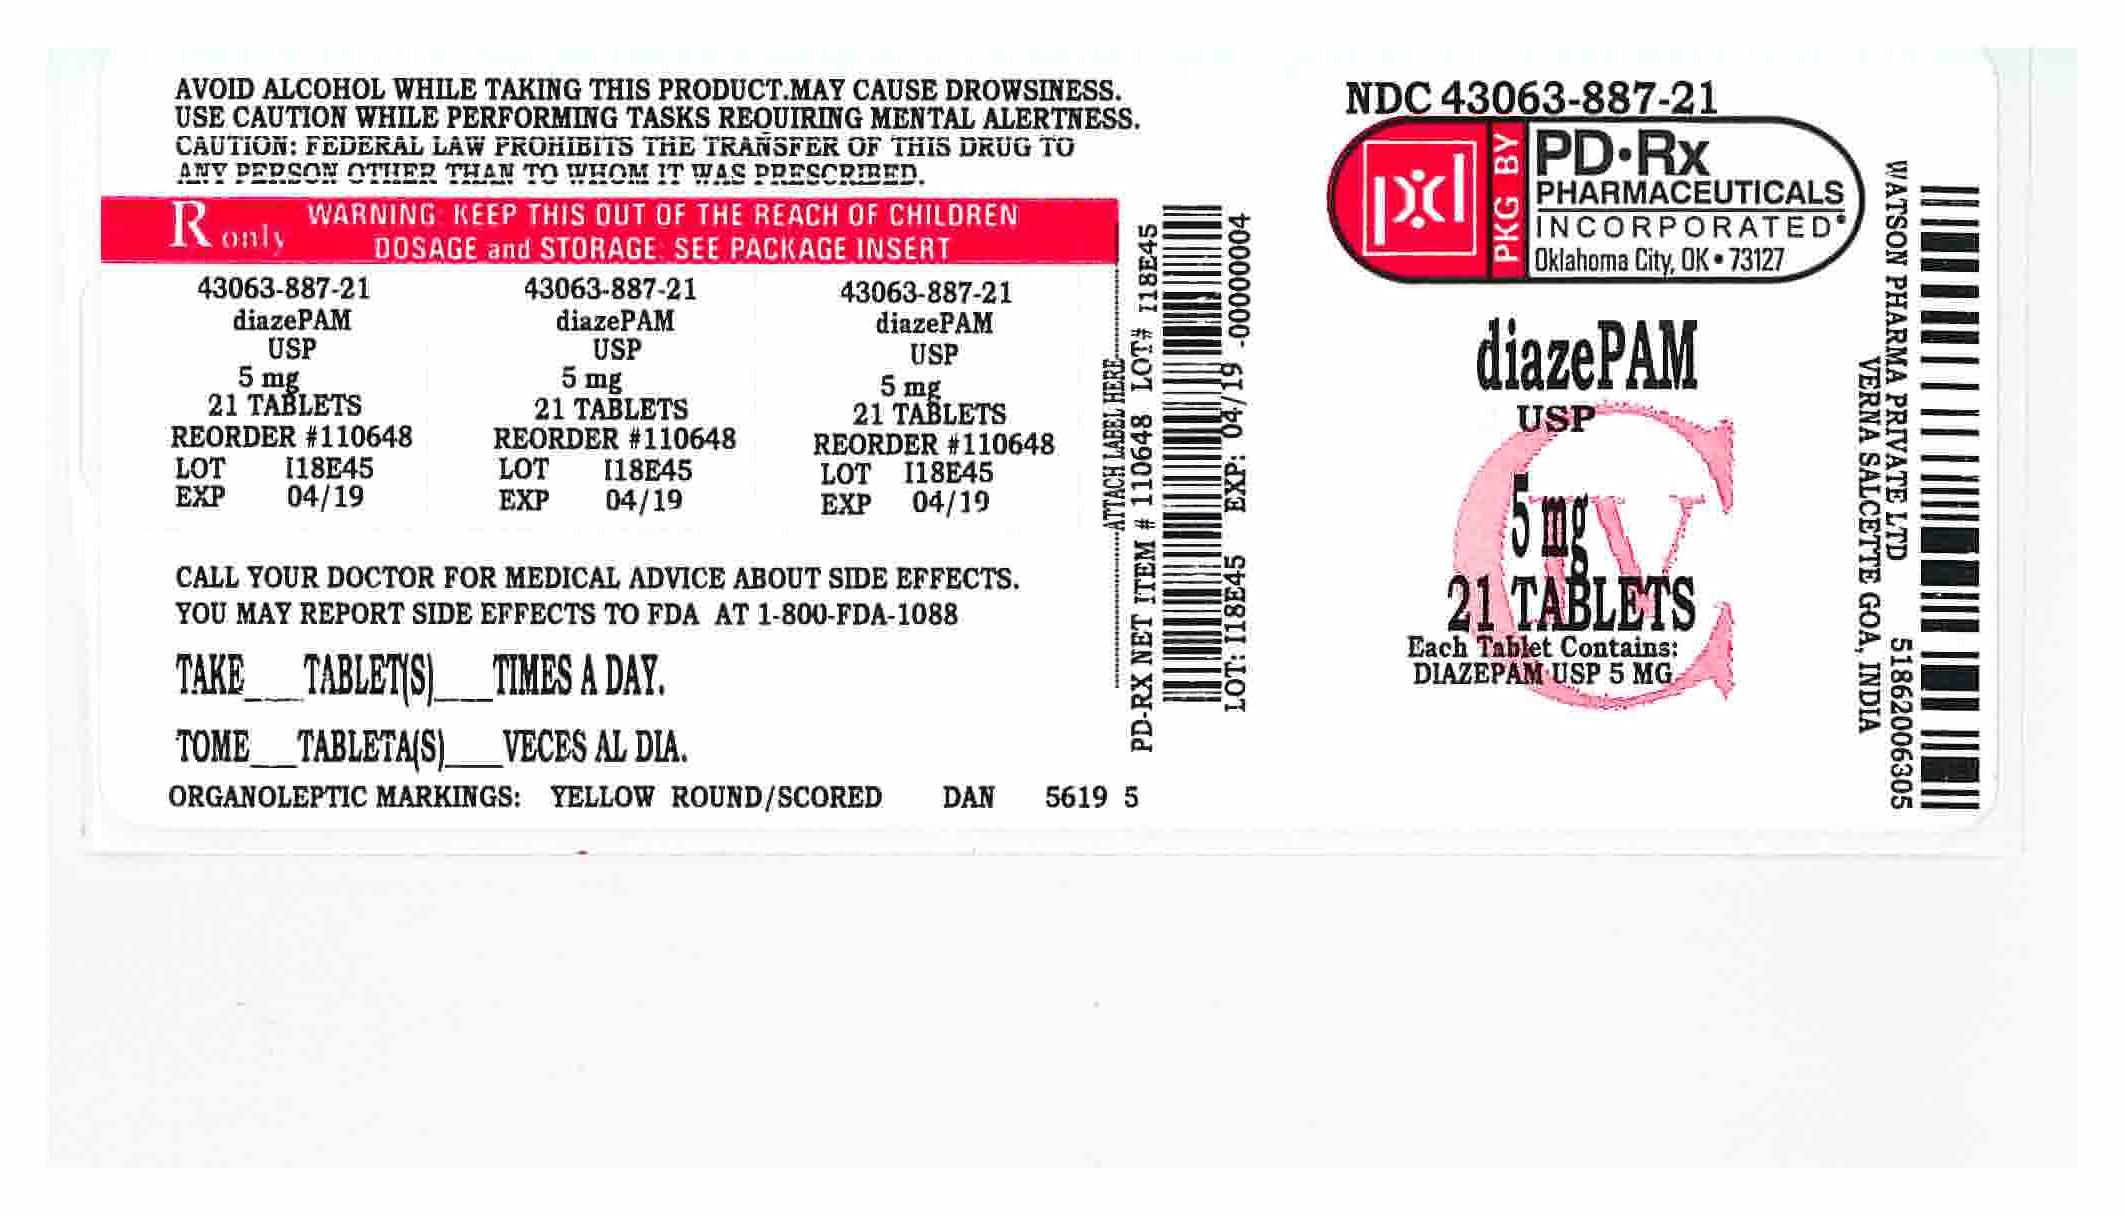 AVOID ALCOHOL WHILE TAKING THIS PRODUCT.MAY CAUSE DROWSINESS.
USE CAUTION WHILE PERFORMING TASKS REQUIRING MENTAL ALERTNESS.
CAUTION: FEDERAL LAW PROHIBITS THE TRANSFER OF THIS DRUG TO
ANY PERSON OTHER THAN TO WHOM IT WAS PRESCRIBED.
R only
WARNING: KEEP THIS OUT OF THE REACH OF CHILDREN
DOSAGE and STORAGE: SEE PACKAGE INSERT
43063-887-21
diazePAM
USP
5 mg
21 TABLETS
REORDER #110648
LOT I18E45
EXP 04/19
43063-887-21
diazePAM
USP
5 mg
21 TABLETS
REORDER #110648
LOT I18E45
EXP 04/19
43063-887-21
diazePAM
USP
5 mg
21 TABLETS
REORDER #110648
LOT I18E45
EXP 04/19
CALL YOUR DOCTOR FOR MEDICAL ADVICE ABOUT SIDE EFFECTS.
YOU MAY REPORT SIDE EFFECTS TO FDA AT 1-800-FDA-1088
TAKE___TABLET(S)___TIMES A DAY.
TOME___TABLETA(S)___VECES AL DIA.
ORGANOLEPTIC MARKINGS: YELLOW ROUND/SCORED DAN 5619 5
ATTACH LABEL HERE
PD-RX NET ITEM # 110648 LOT# I18E45
LOT: I18E45 EXP: 04/19 -00000004
NDC 43063-887-21
pd
PKG BY
PD•Rx
PHARMACEUTICALS
INCORPORATED®
Oklahoma City, OK • 73127
diazePAM
USP
5 mg
21 TABLETS
Each Tablet Contains:
DIAZEPAM USP 5 MG
CIV
WATSON PHARMA PRIVATE LTD
VERNA SALCETTE GOA, INDIA
51862006305